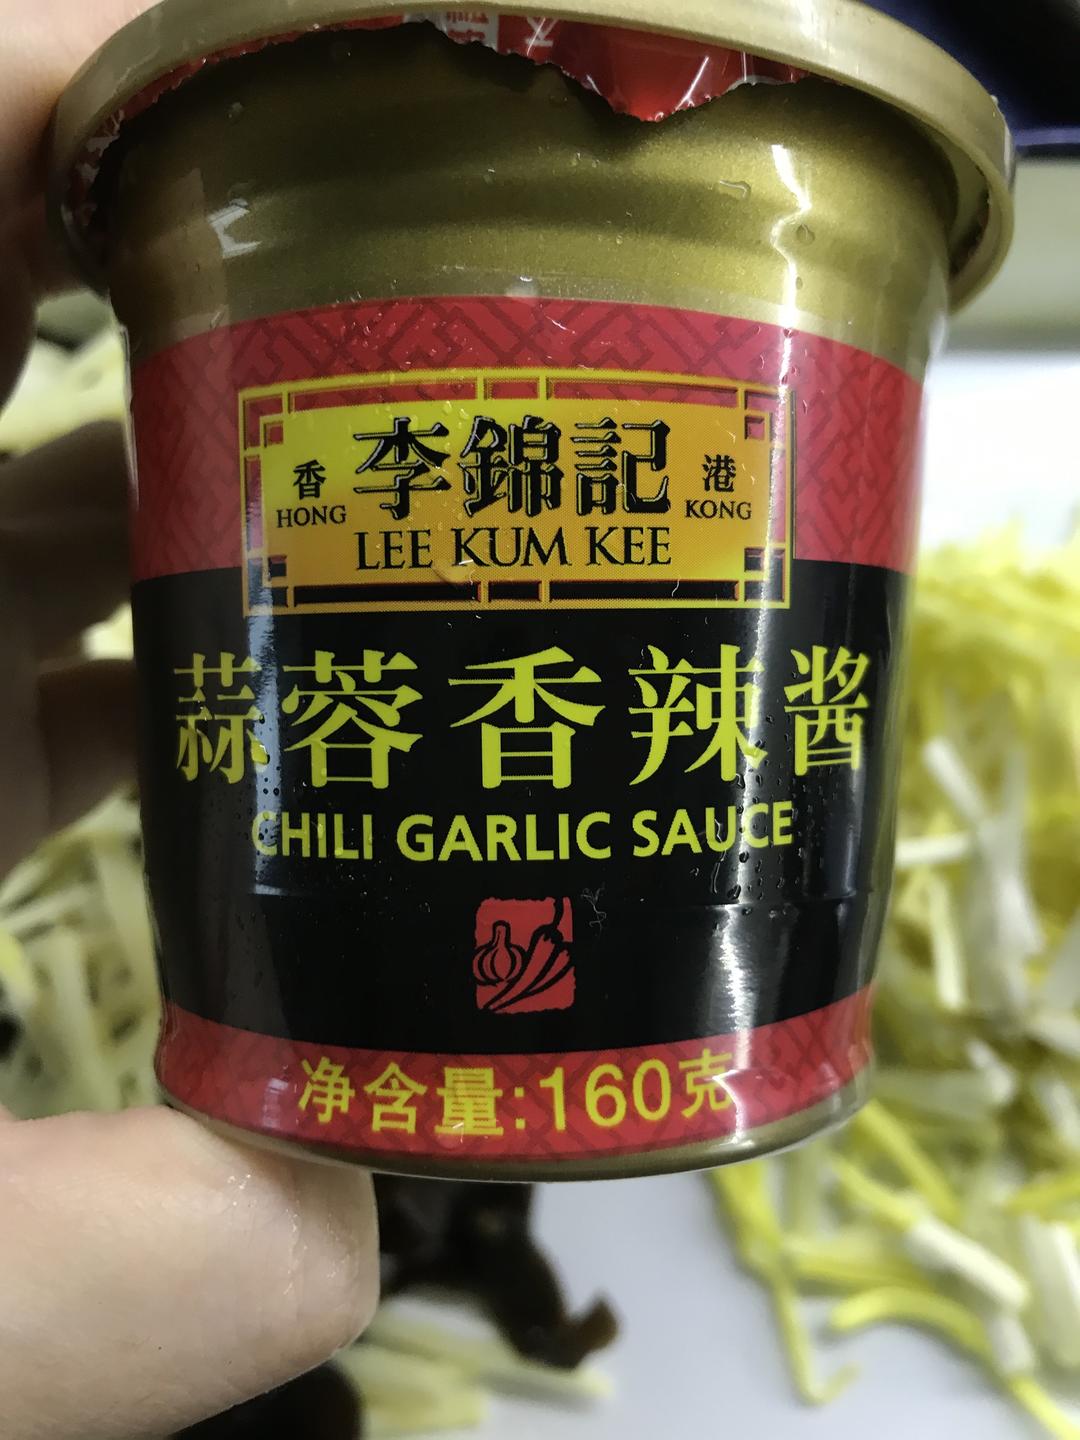 香 李錦記 港
HONG LEE KUM KEE KONG
蒜蓉香辣酱
CHILI GARLIC SAUCE
净含量:160克